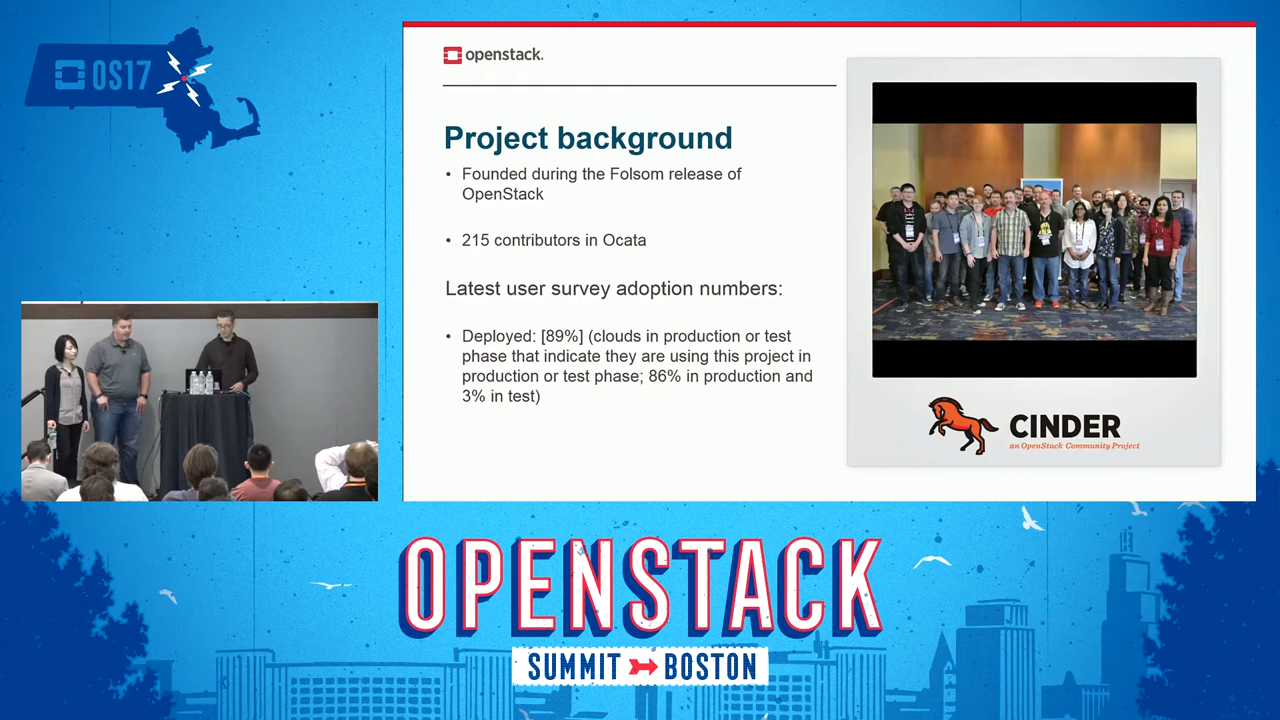 OS17
openstack.
Project background
• Founded during the Folsom release of
OpenStack
• 215 contributors in Ocata
Latest user survey adoption numbers:
• Deployed: [89%] (clouds in production or test
phase that indicate they are using this project in
production or test phase; 86% in production and
3% in test)
CINDER
an OpenStack Community Project
OPENSTACK
SUMMIT BOSTON